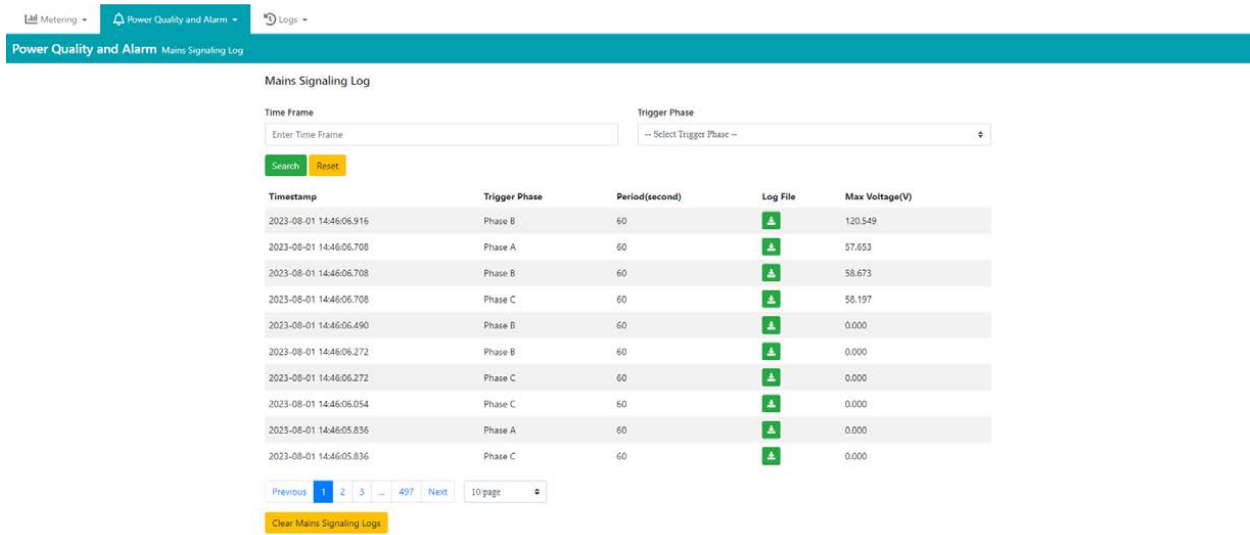 Metering Power Quality and Alarm Logs
Power Quality and Alarm Mains Signaling Log
Mains Signaling Log
Time Frame Trigger Phase
Enter Time Frame -- Select Trigger Phase --
Search Reset
Timestamp Trigger Phase Period(second) Log File Max Voltage(V)
2023-08-01 14:46:06.916 Phase B 60 120.549
2023-08-01 14:46:06.708 Phase A 60 57.653
2023-08-01 14:46:06.708 Phase B 60 58.673
2023-08-01 14:46:06.708 Phase C 60 58.197
2023-08-01 14:46:06.490 Phase B 60 0.000
2023-08-01 14:46:06.272 Phase B 60 0.000
2023-08-01 14:46:06.272 Phase C 60 0.000
2023-08-01 14:46:06.054 Phase C 60 0.000
2023-08-01 14:46:05.836 Phase A 60 0.000
2023-08-01 14:46:05.836 Phase C 60 0.000
Previous 1 2 3 ... 497 Next 10/page
Clear Mains Signaling Logs